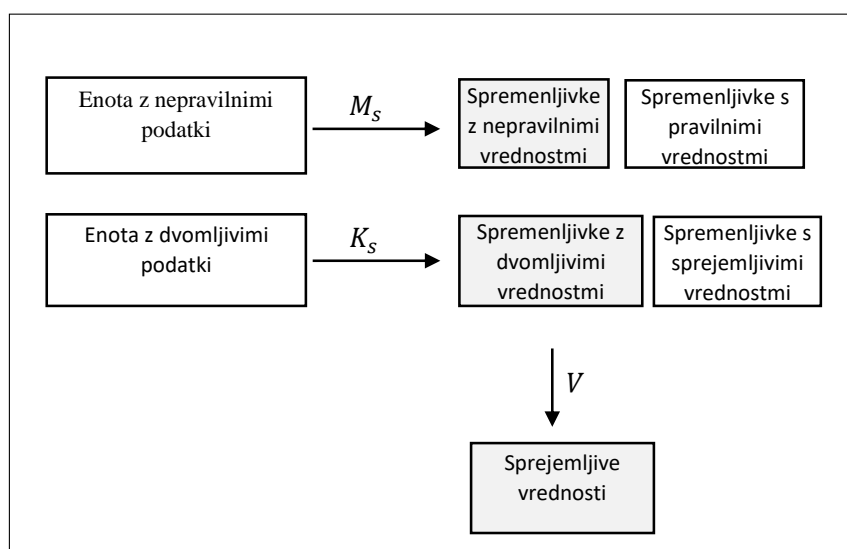 Enota z nepravilnimi
podatki
M_s
Spremenljivke
z nepravilnimi
vrednostmi
Spremenljivke s
pravilnimi
vrednostmi
Enota z dvomljivimi
podatki
K_s
Spremenljivke z
dvomljivimi
vrednostmi
Spremenljivke s
sprejemljivimi
vrednostmi
V
Sprejemljive
vrednosti